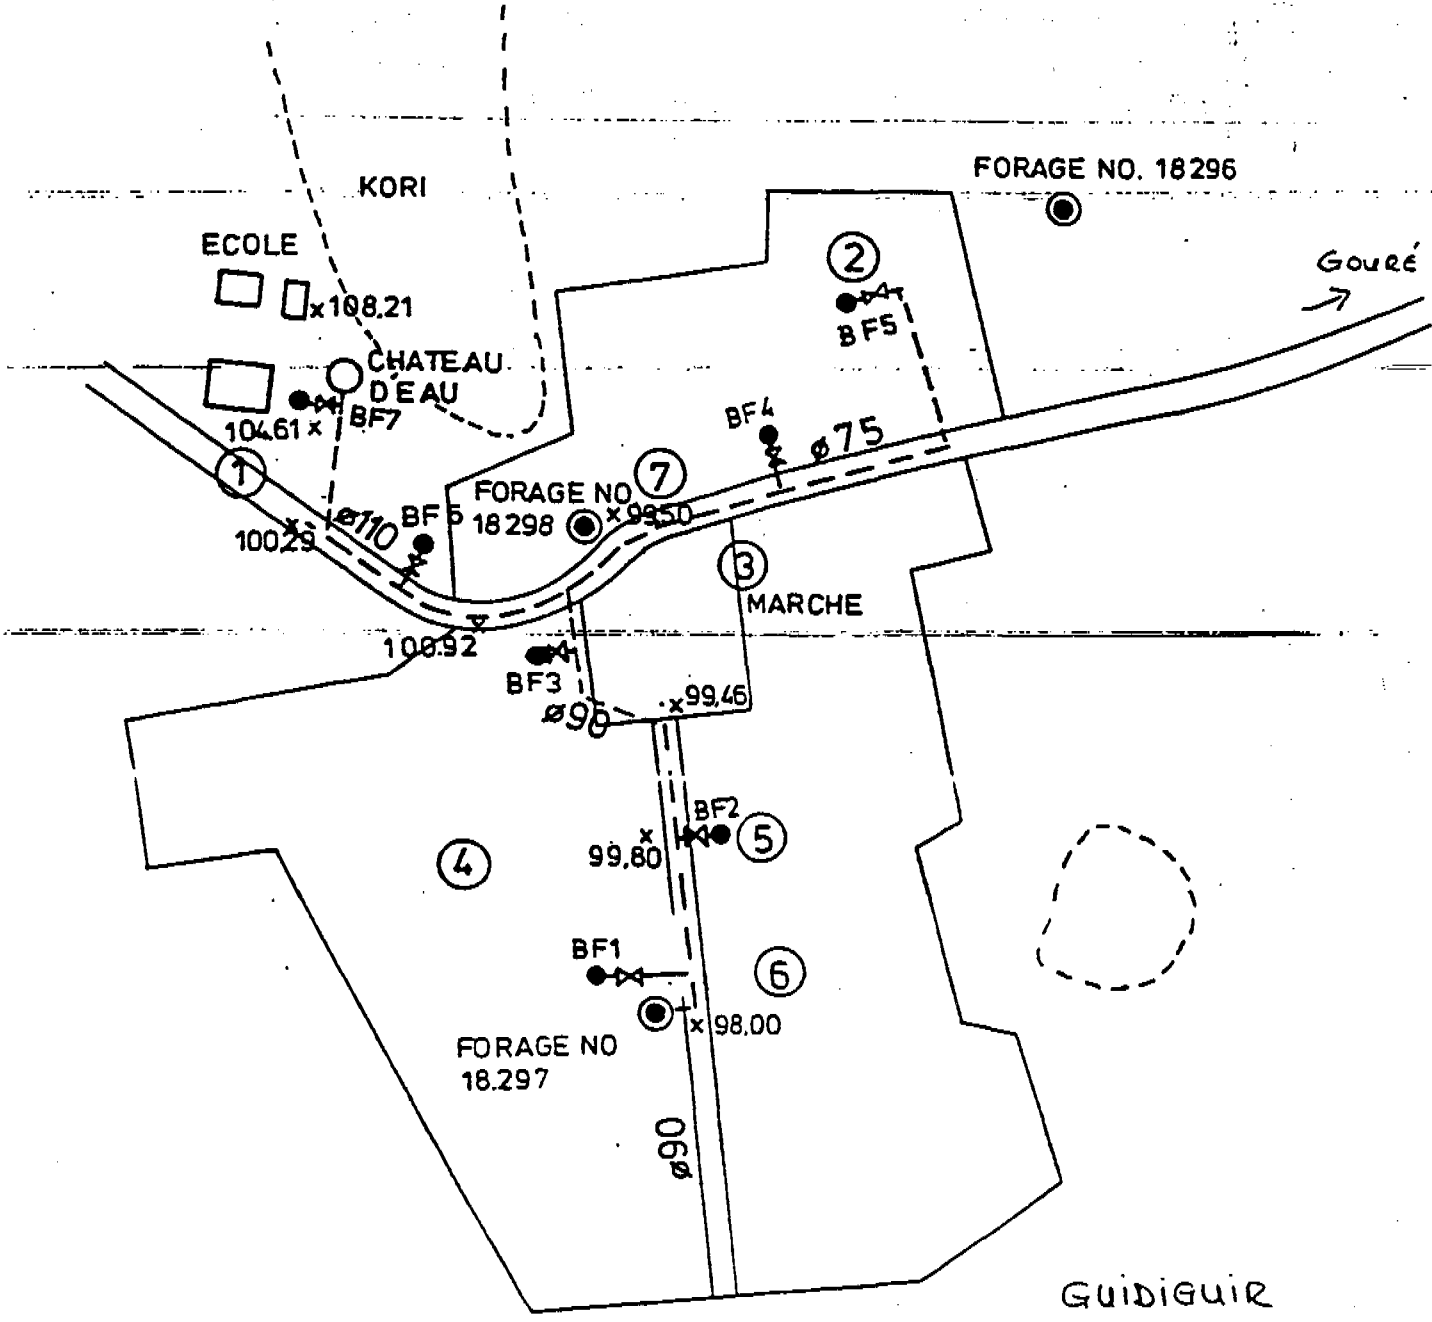 FORAGE NO. 18296
KORI
ECOLE
2
GOURÉ
×108,21
BF5
CHATEAU
D'EAU
BF7
104.61 ×
BF4
ø75
1
7
FORAGE NO
18298
× 99,50
ø110
BF6
100,29
3
MARCHE
100.92
BF3
× 99,46
ø90
BF2
5
99,80
4
BF1
6
× 98,00
FORAGE NO
18.297
ø90
GUIDIGUIR